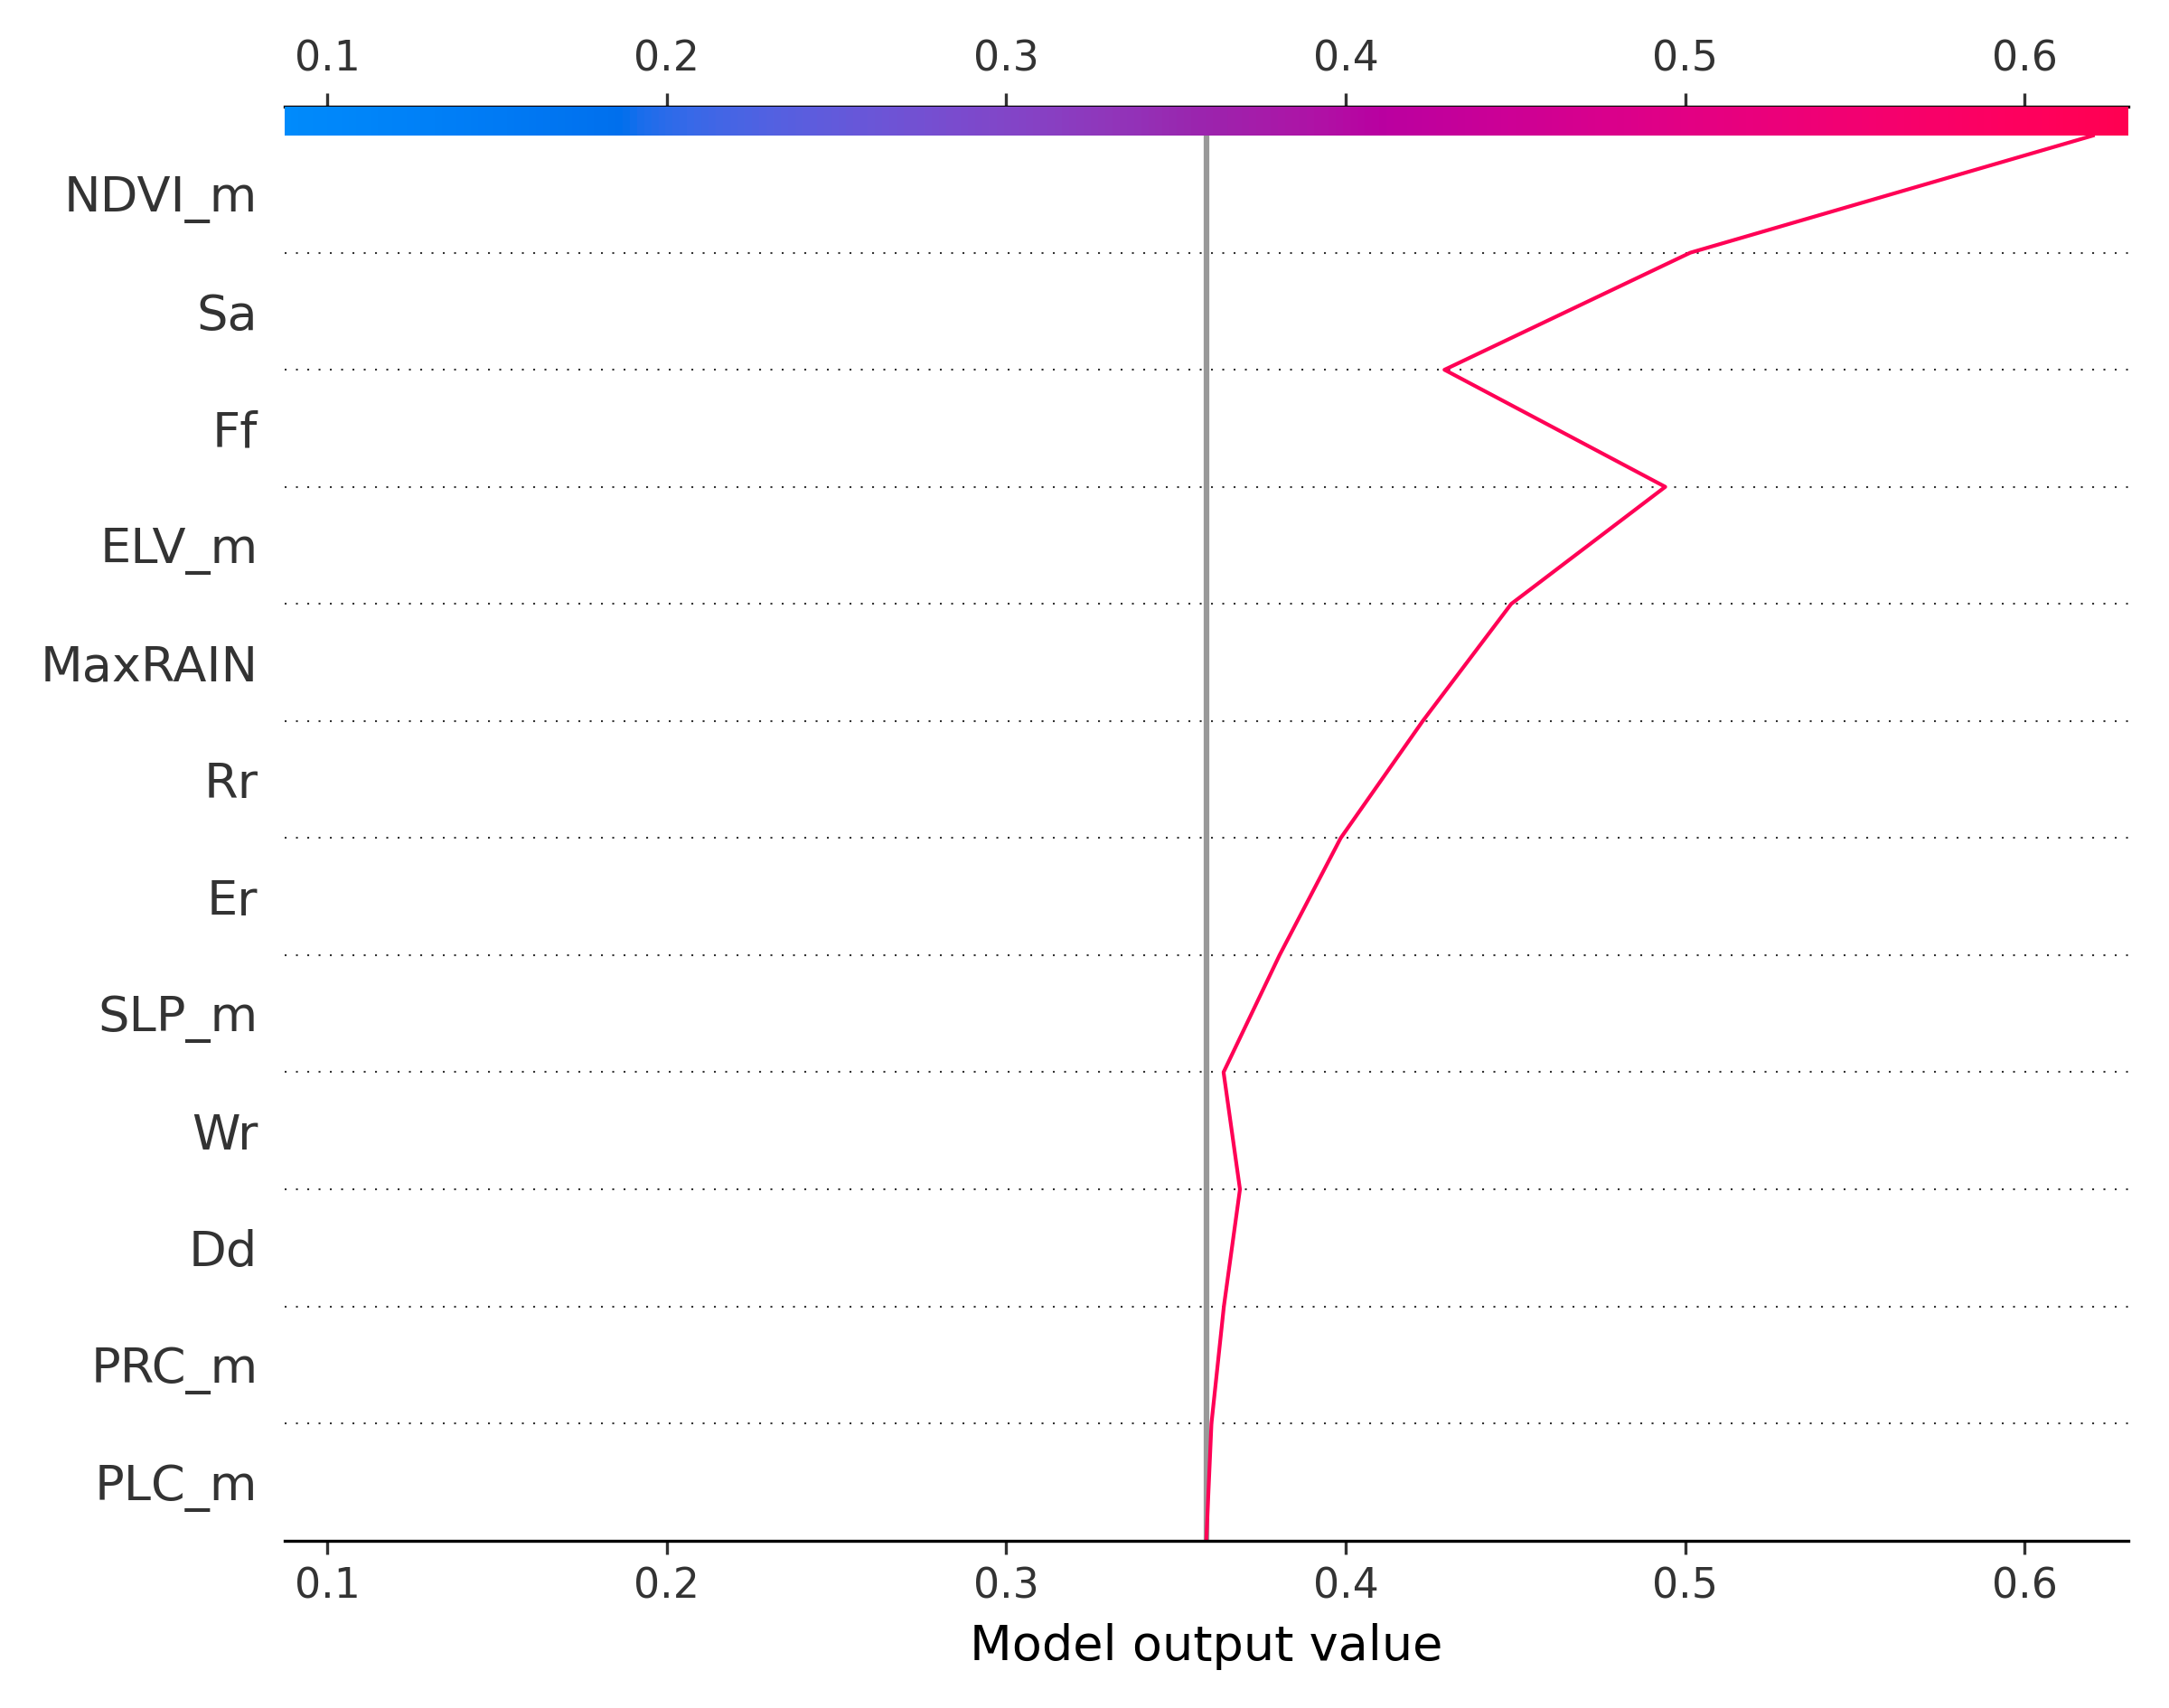 0.1 0.2 0.3 0.4 0.5 0.6
NDVI_m
Sa
Ff
ELV_m
MaxRAIN
Rr
Er
SLP_m
Wr
Dd
PRC_m
PLC_m
0.1 0.2 0.3 0.4 0.5 0.6
Model output value